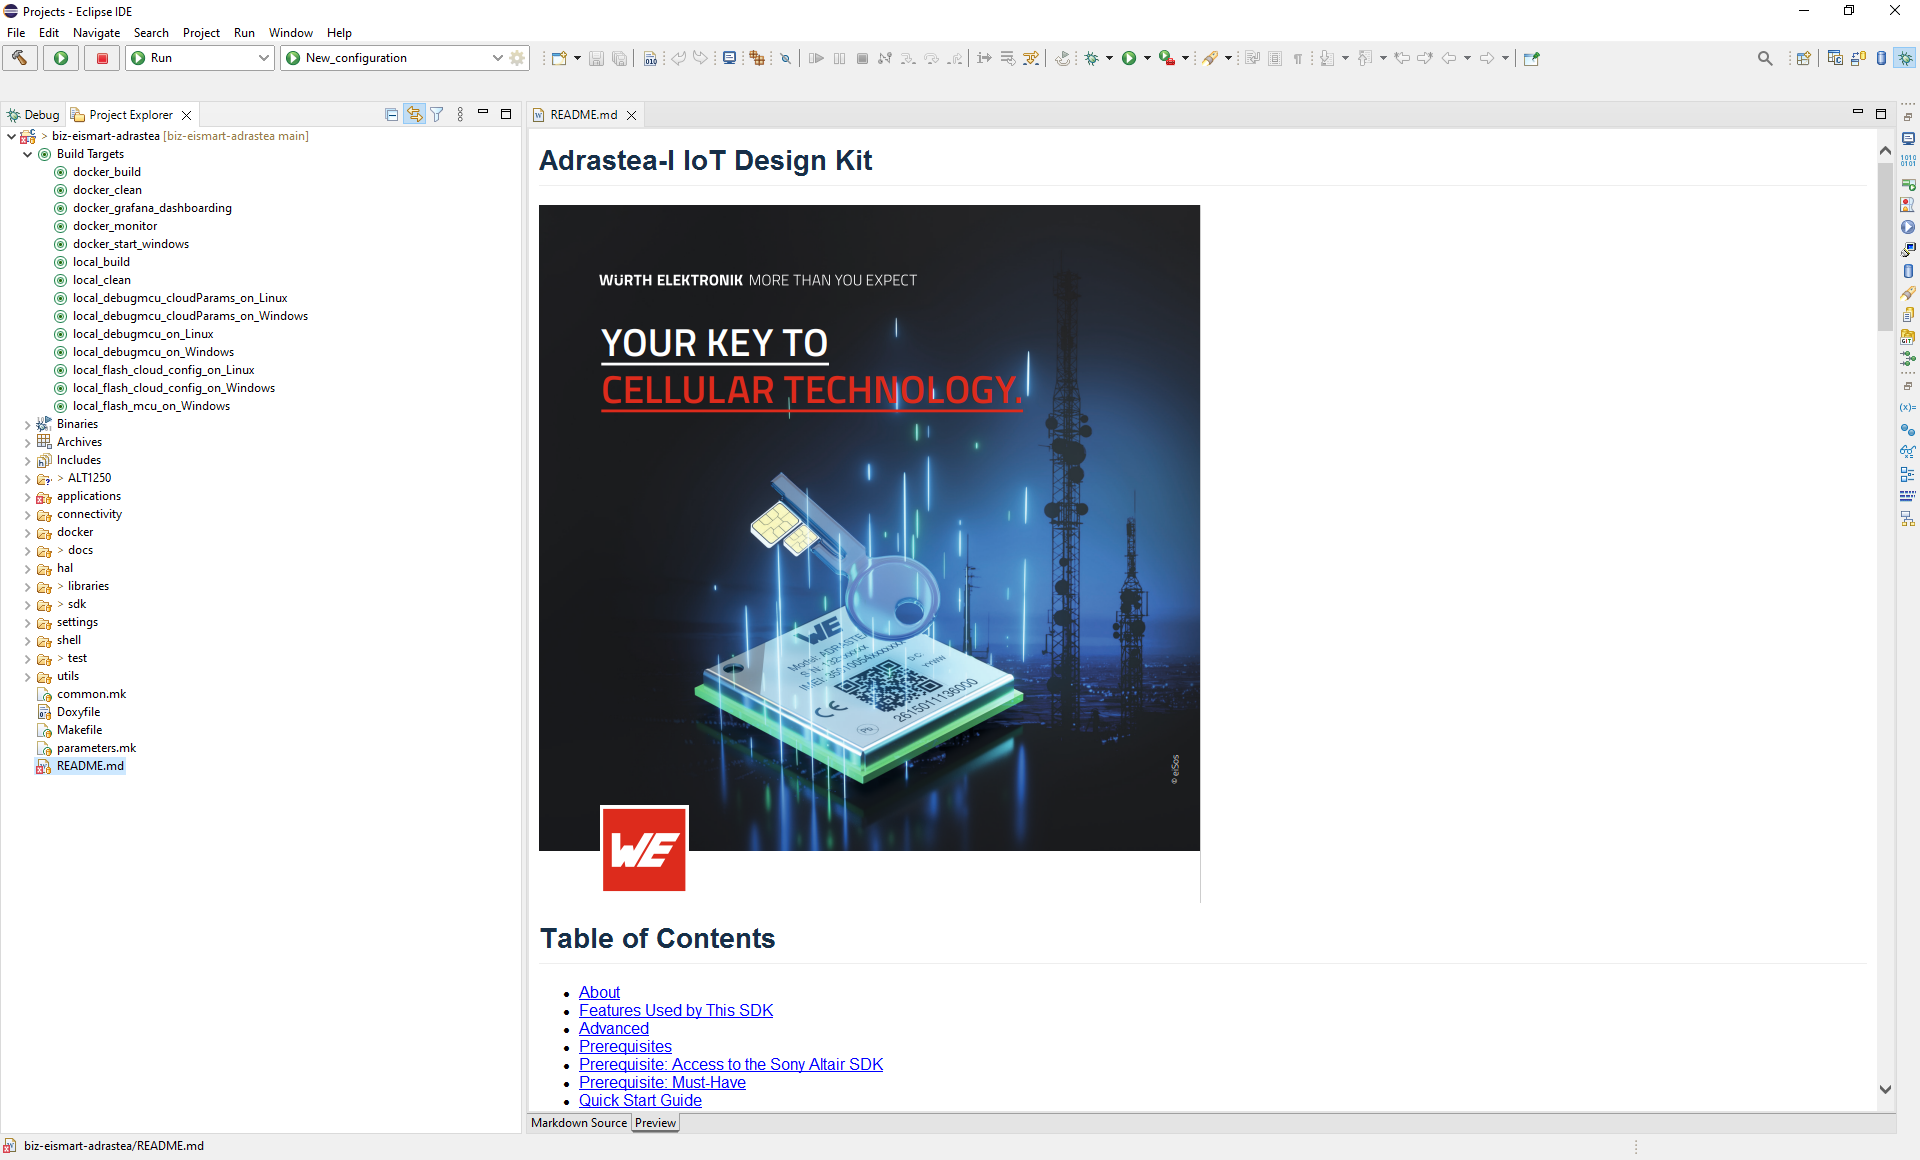 Projects - Eclipse IDE
File Edit Navigate Search Project Run Window Help
Run
New_configuration
Debug
Project Explorer
README.md
> biz-eismart-adrastea [biz-eismart-adrastea main]
Build Targets
docker_build
docker_clean
docker_grafana_dashboarding
docker_monitor
docker_start_windows
local_build
local_clean
local_debugmcu_cloudParams_on_Linux
local_debugmcu_cloudParams_on_Windows
local_debugmcu_on_Linux
local_debugmcu_on_Windows
local_flash_cloud_config_on_Linux
local_flash_cloud_config_on_Windows
local_flash_mcu_on_Windows
Binaries
Archives
Includes
> ALT1250
applications
connectivity
docker
> docs
hal
> libraries
> sdk
settings
shell
> test
utils
common.mk
Doxyfile
Makefile
parameters.mk
README.md
Adrastea-I IoT Design Kit
WÜRTH ELEKTRONIK MORE THAN YOU EXPECT
YOUR KEY TO
CELLULAR TECHNOLOGY.
WE
2615011136000
CE
© eiSos
WE
Table of Contents
About
Features Used by This SDK
Advanced
Prerequisites
Prerequisite: Access to the Sony Altair SDK
Prerequisite: Must-Have
Quick Start Guide
Markdown Source Preview
biz-eismart-adrastea/README.md